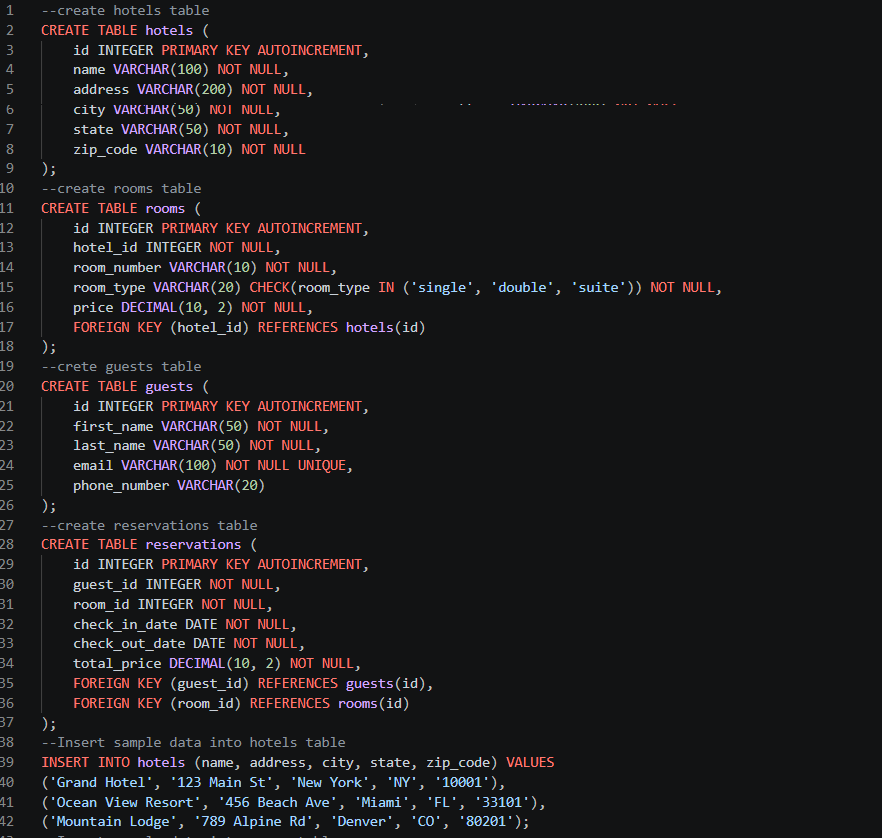 1 --create hotels table
2 CREATE TABLE hotels (
3 id INTEGER PRIMARY KEY AUTOINCREMENT,
4 name VARCHAR(100) NOT NULL,
5 address VARCHAR(200) NOT NULL,
6 city VARCHAR(50) NOT NULL,
7 state VARCHAR(50) NOT NULL,
8 zip_code VARCHAR(10) NOT NULL
9 );
10 --create rooms table
11 CREATE TABLE rooms (
12 id INTEGER PRIMARY KEY AUTOINCREMENT,
13 hotel_id INTEGER NOT NULL,
14 room_number VARCHAR(10) NOT NULL,
15 room_type VARCHAR(20) CHECK(room_type IN ('single', 'double', 'suite')) NOT NULL,
16 price DECIMAL(10, 2) NOT NULL,
17 FOREIGN KEY (hotel_id) REFERENCES hotels(id)
18 );
19 --crete guests table
20 CREATE TABLE guests (
21 id INTEGER PRIMARY KEY AUTOINCREMENT,
22 first_name VARCHAR(50) NOT NULL,
23 last_name VARCHAR(50) NOT NULL,
24 email VARCHAR(100) NOT NULL UNIQUE,
25 phone_number VARCHAR(20)
26 );
27 --create reservations table
28 CREATE TABLE reservations (
29 id INTEGER PRIMARY KEY AUTOINCREMENT,
30 guest_id INTEGER NOT NULL,
31 room_id INTEGER NOT NULL,
32 check_in_date DATE NOT NULL,
33 check_out_date DATE NOT NULL,
34 total_price DECIMAL(10, 2) NOT NULL,
35 FOREIGN KEY (guest_id) REFERENCES guests(id),
36 FOREIGN KEY (room_id) REFERENCES rooms(id)
37 );
38 --Insert sample data into hotels table
39 INSERT INTO hotels (name, address, city, state, zip_code) VALUES
40 ('Grand Hotel', '123 Main St', 'New York', 'NY', '10001'),
41 ('Ocean View Resort', '456 Beach Ave', 'Miami', 'FL', '33101'),
42 ('Mountain Lodge', '789 Alpine Rd', 'Denver', 'CO', '80201');